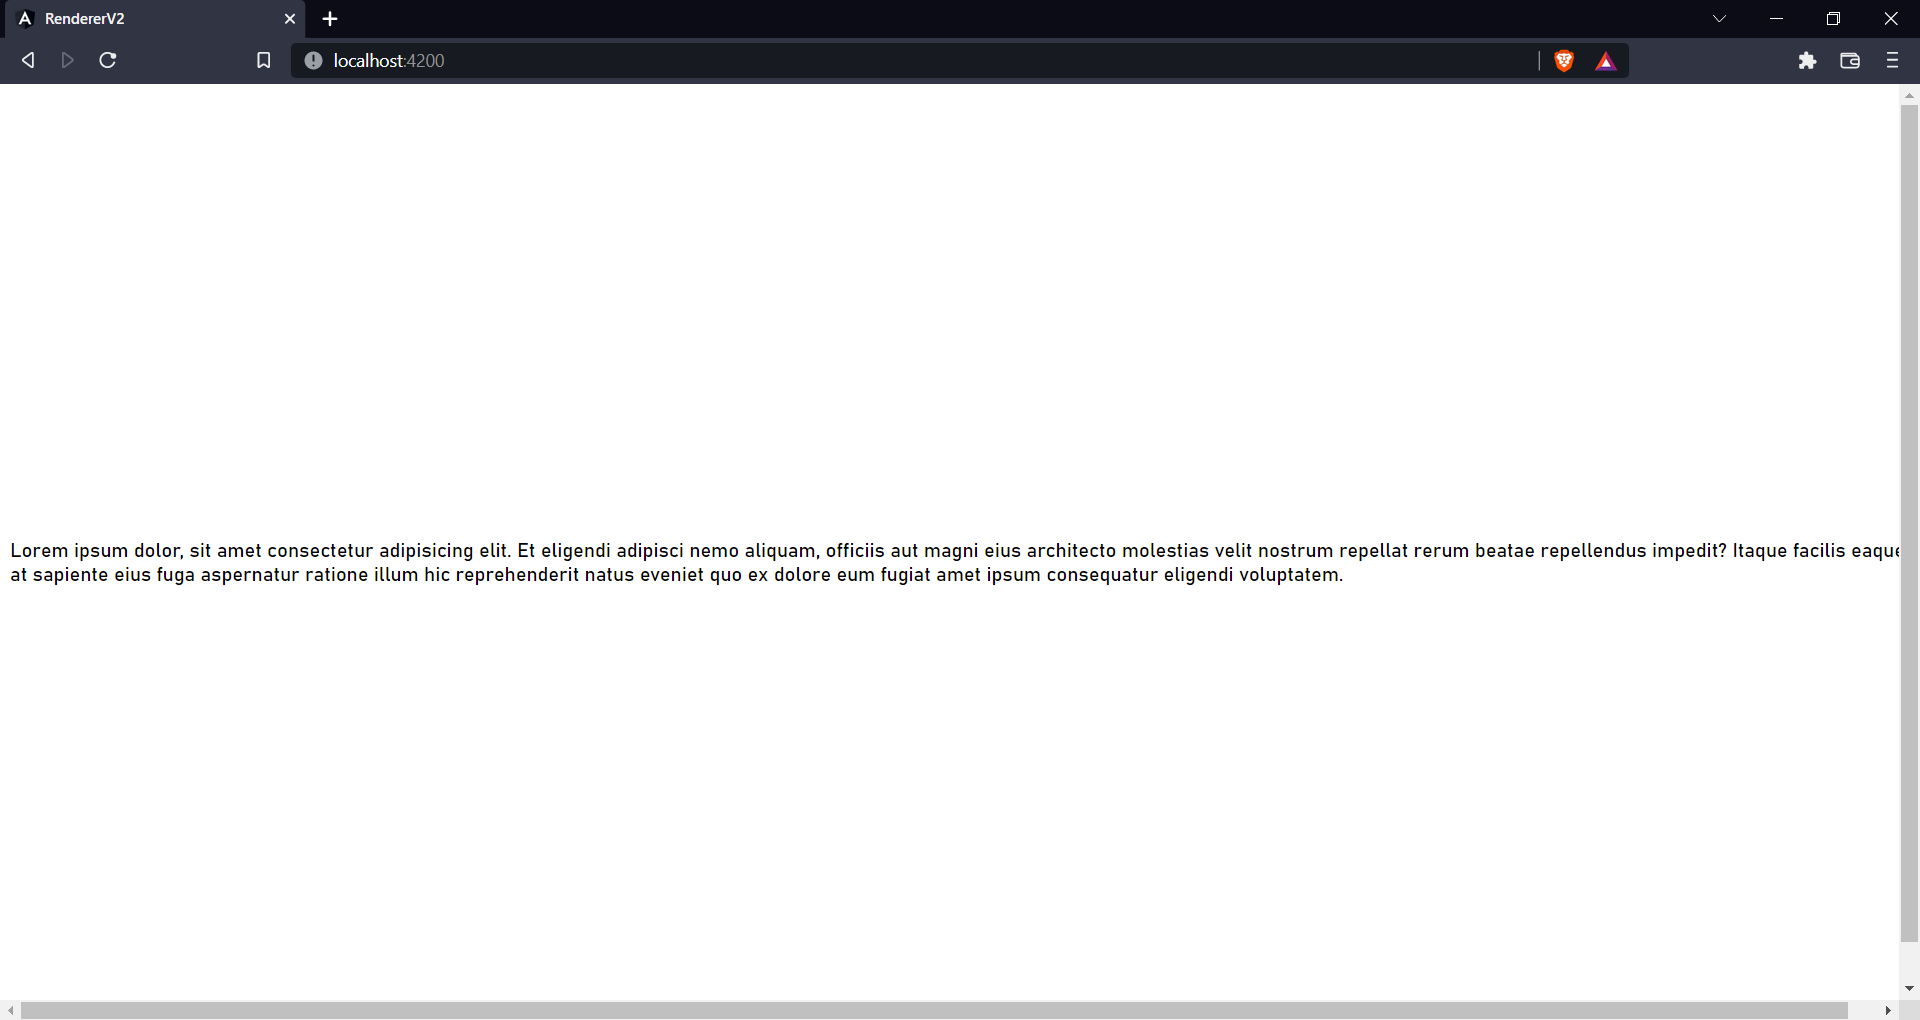 RendererV2
localhost:4200
Lorem ipsum dolor, sit amet consectetur adipisicing elit. Et eligendi adipisci nemo aliquam, officiis aut magni eius architecto molestias velit nostrum repellat rerum beatae repellendus impedit? Itaque facilis eaque
at sapiente eius fuga aspernatur ratione illum hic reprehenderit natus eveniet quo ex dolore eum fugiat amet ipsum consequatur eligendi voluptatem.